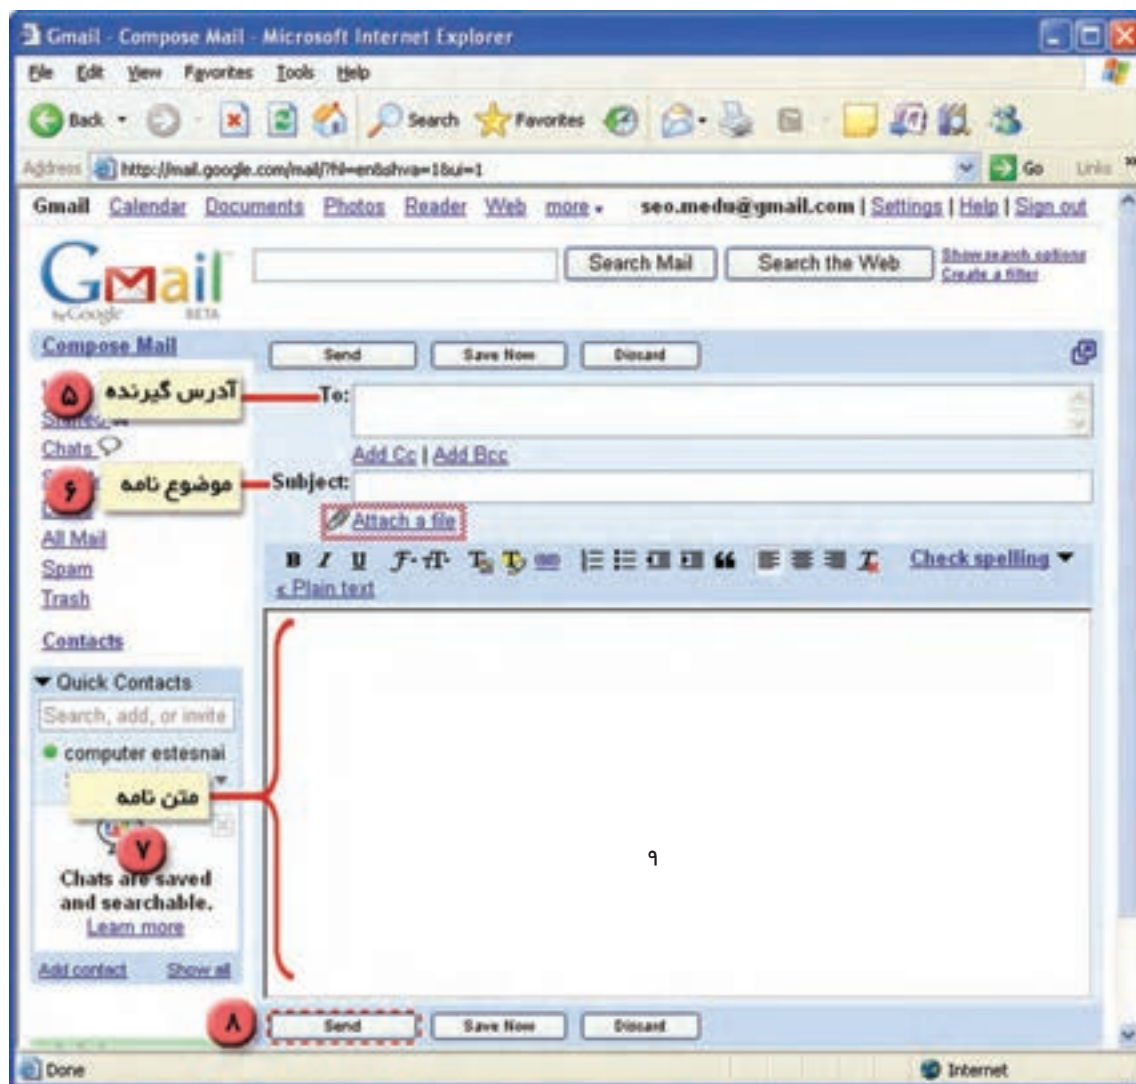 Gmail - Compose Mail - Microsoft Internet Explorer
File Edit View Favorites Tools Help
Back Search Favorites
Address http://mail.google.com/mail/?hl=en&shva=1&ui=1 Go Links »
Gmail Calendar Documents Photos Reader Web more seo.medu@gmail.com | Settings | Help | Sign out
Gmail
by Google BETA
Search Mail Search the Web Show search options
Create a filter
Compose Mail
Send Save Now Discard
۵ آدرس گیرنده To:
Chats
Add Cc | Add Bcc
۶ موضوع نامه Subject:
Attach a file
All Mail
Spam
Trash
Contacts
B I U Check spelling
« Plain text
Quick Contacts
Search, add, or invite
computer estesnai
متن نامه
۷
Chats are saved
and searchable.
Learn more
Add contact Show all
۹
۸ Send Save Now Discard
Done Internet